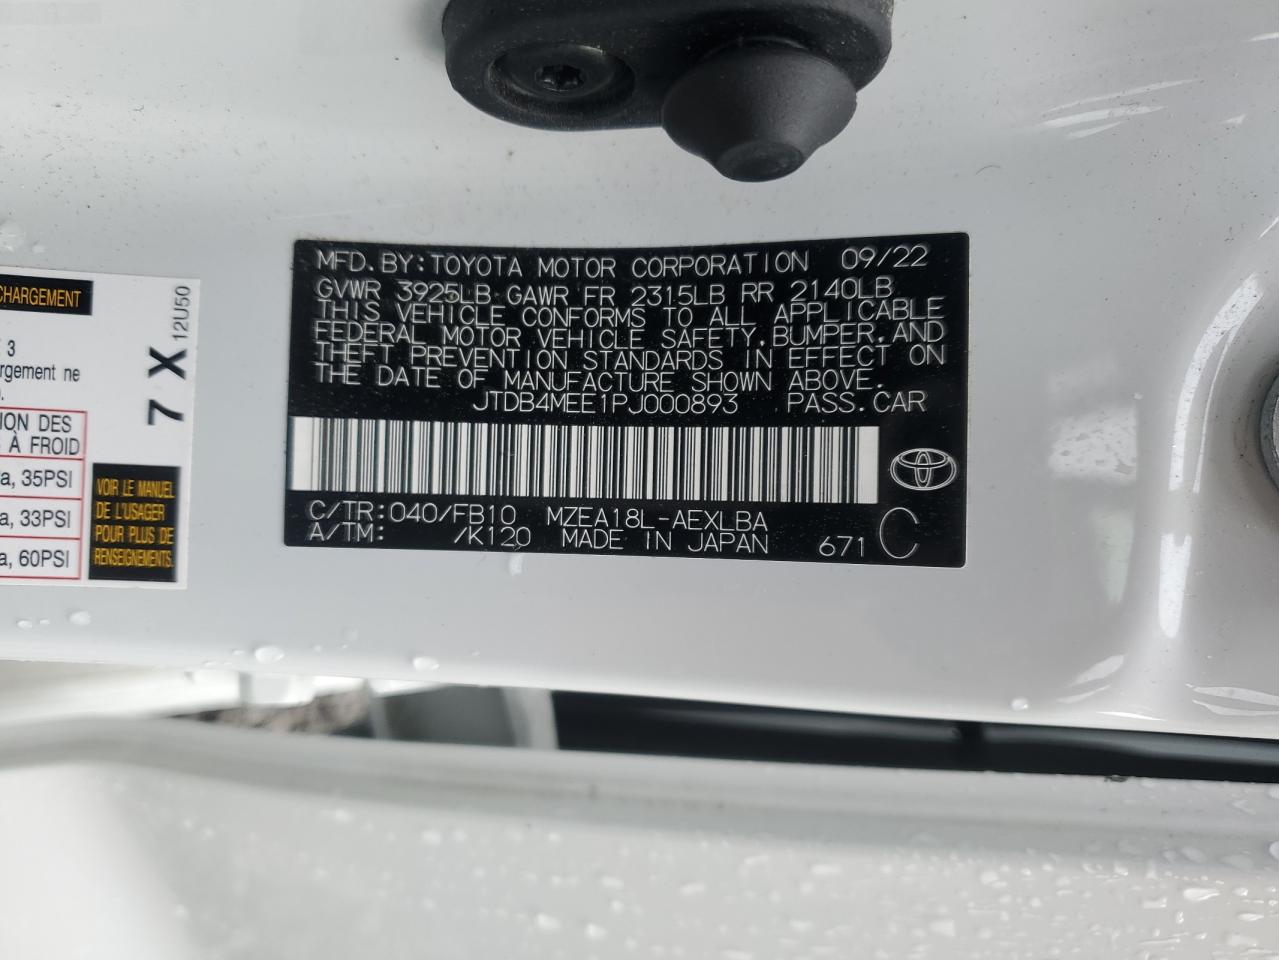 MFD.BY:TOYOTA MOTOR CORPORATION 09/22
GVWR 3925LB GAWR FR 2315LB RR 2140LB
THIS VEHICLE CONFORMS TO ALL APPLICABLE
FEDERAL MOTOR VEHICLE SAFETY,BUMPER,AND
THEFT PREVENTION STANDARDS IN EFFECT ON
THE DATE OF MANUFACTURE SHOWN ABOVE.
JTDB4MEE1PJ000893 PASS.CAR
C/TR:040/FB10 MZEA18L-AEXLBA
A/TM: /K120 MADE IN JAPAN 671 C
CHARGEMENT
3
rgement ne
ION DES
À FROID
a, 35PSI
a, 33PSI
a, 60PSI
7 X 12U50
VOIR LE MANUEL
DE L'USAGER
POUR PLUS DE
RENSEIGNEMENTS.